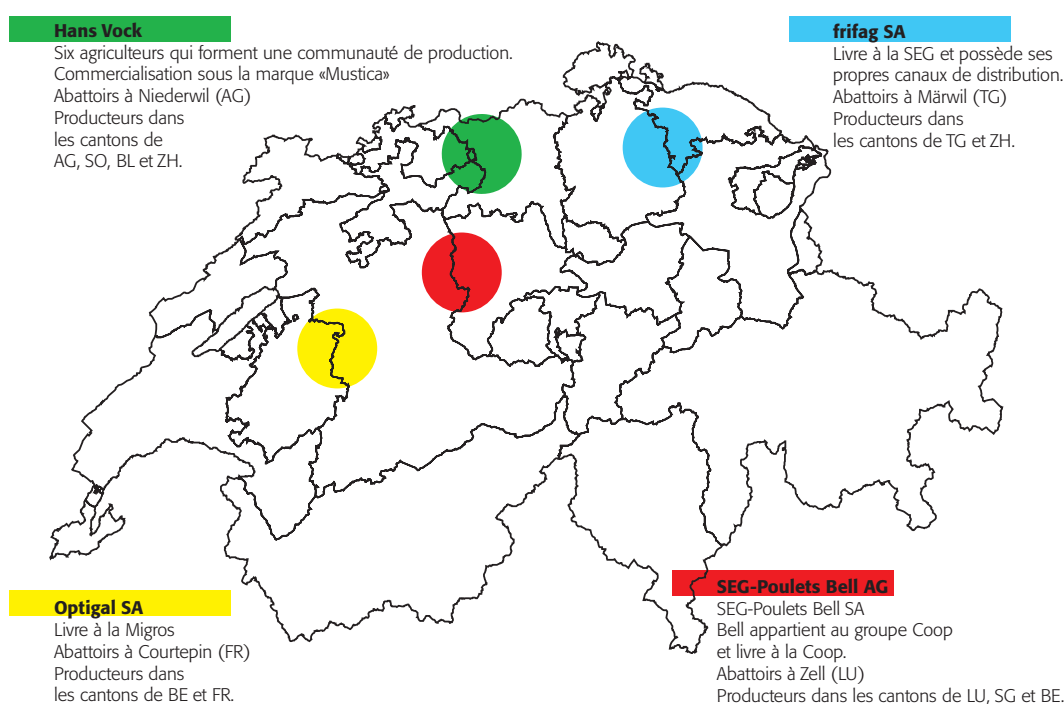 Hans Vock
Six agriculteurs qui forment une communauté de production.
Commercialisation sous la marque «Mustica»
Abattoirs à Niederwil (AG)
Producteurs dans
les cantons de
AG, SO, BL et ZH.
frifag SA
Livre à la SEG et possède ses
propres canaux de distribution.
Abattoirs à Märwil (TG)
Producteurs dans
les cantons de TG et ZH.
Optigal SA
Livre à la Migros
Abattoirs à Courtepin (FR)
Producteurs dans
les cantons de BE et FR.
SEG-Poulets Bell AG
SEG-Poulets Bell SA
Bell appartient au groupe Coop
et livre à la Coop.
Abattoirs à Zell (LU)
Producteurs dans les cantons de LU, SG et BE.